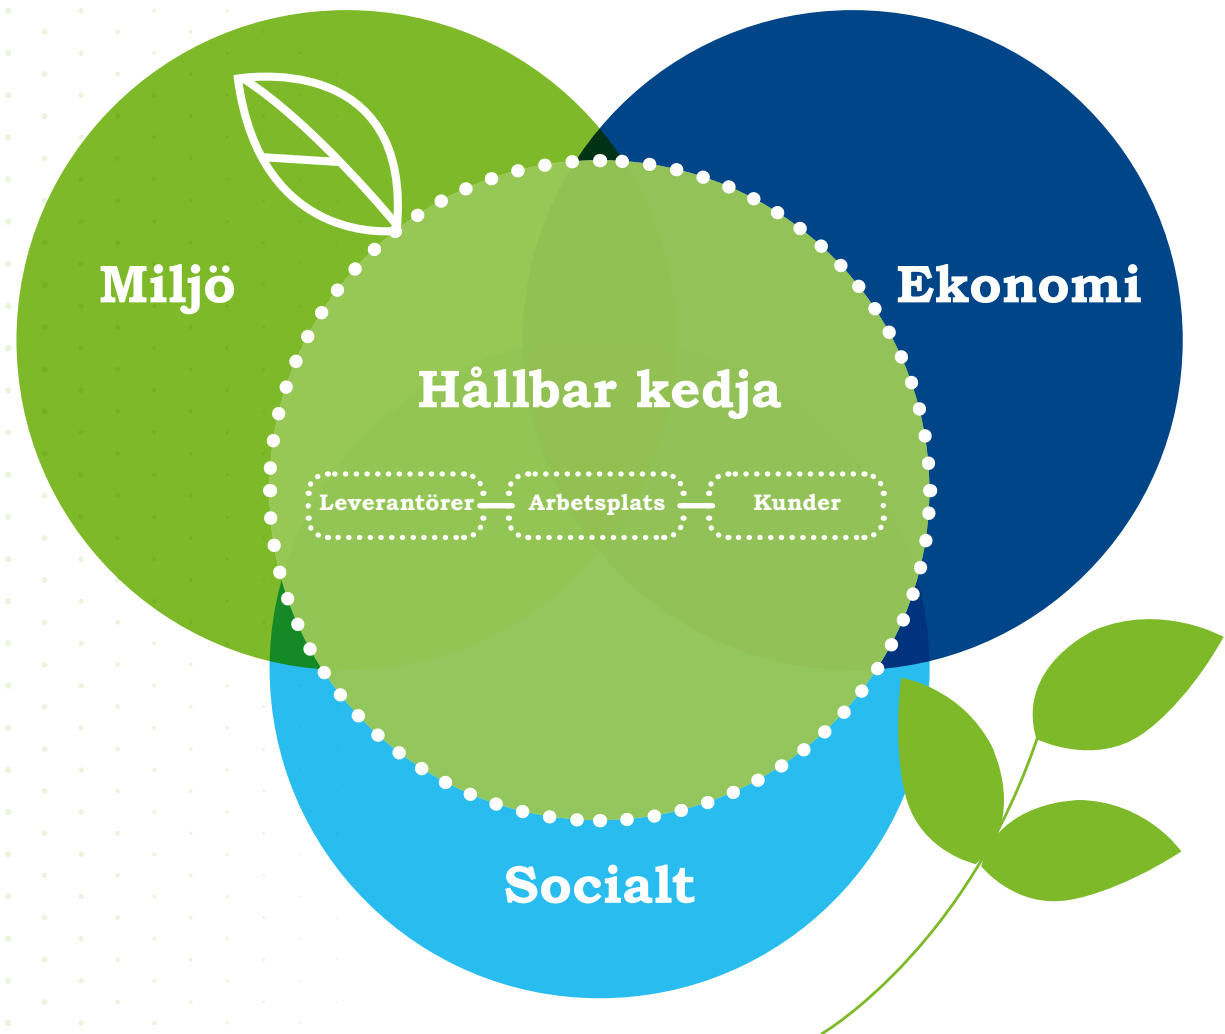 Miljö
Ekonomi
Hållbar kedja
Leverantörer
Arbetsplats
Kunder
Socialt